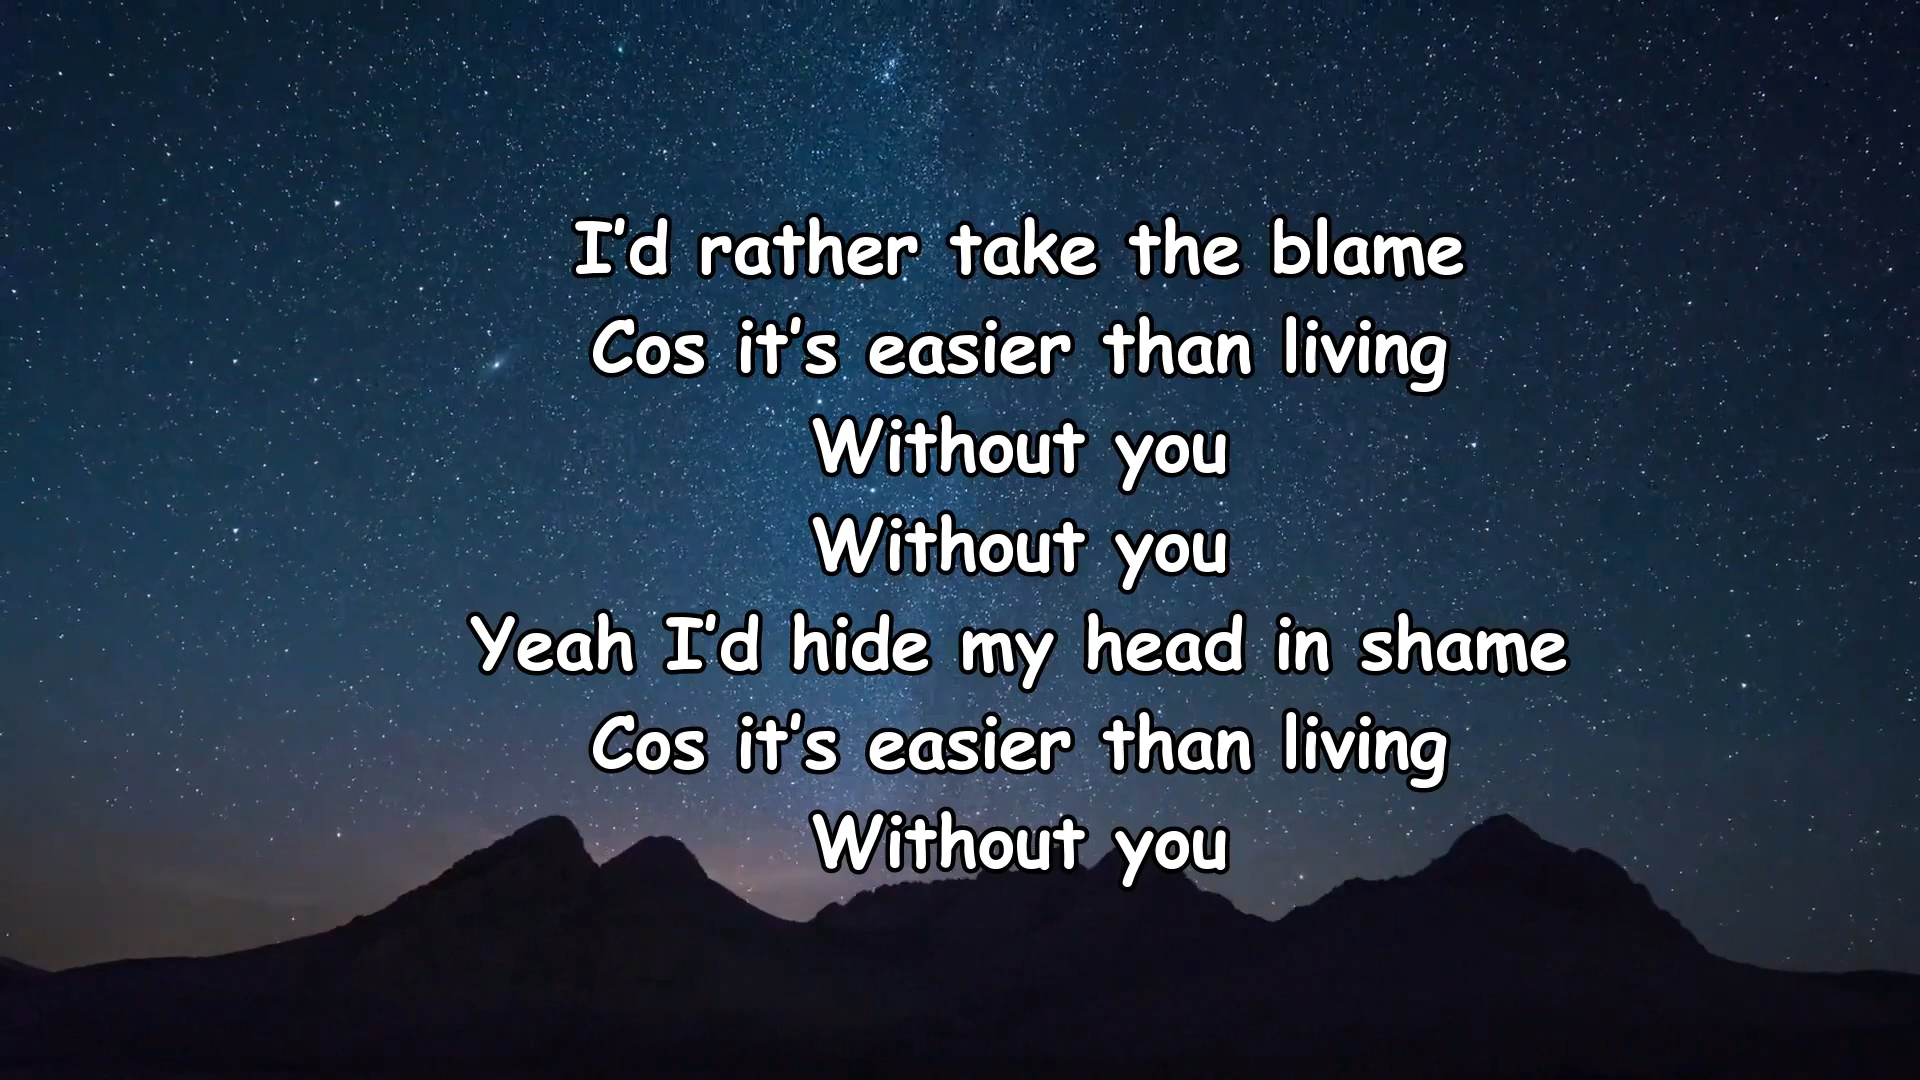 I'd rather take the blame
Cos it's easier than living
Without you
Without you
Yeah I'd hide my head in shame
Cos it's easier than living
Without you